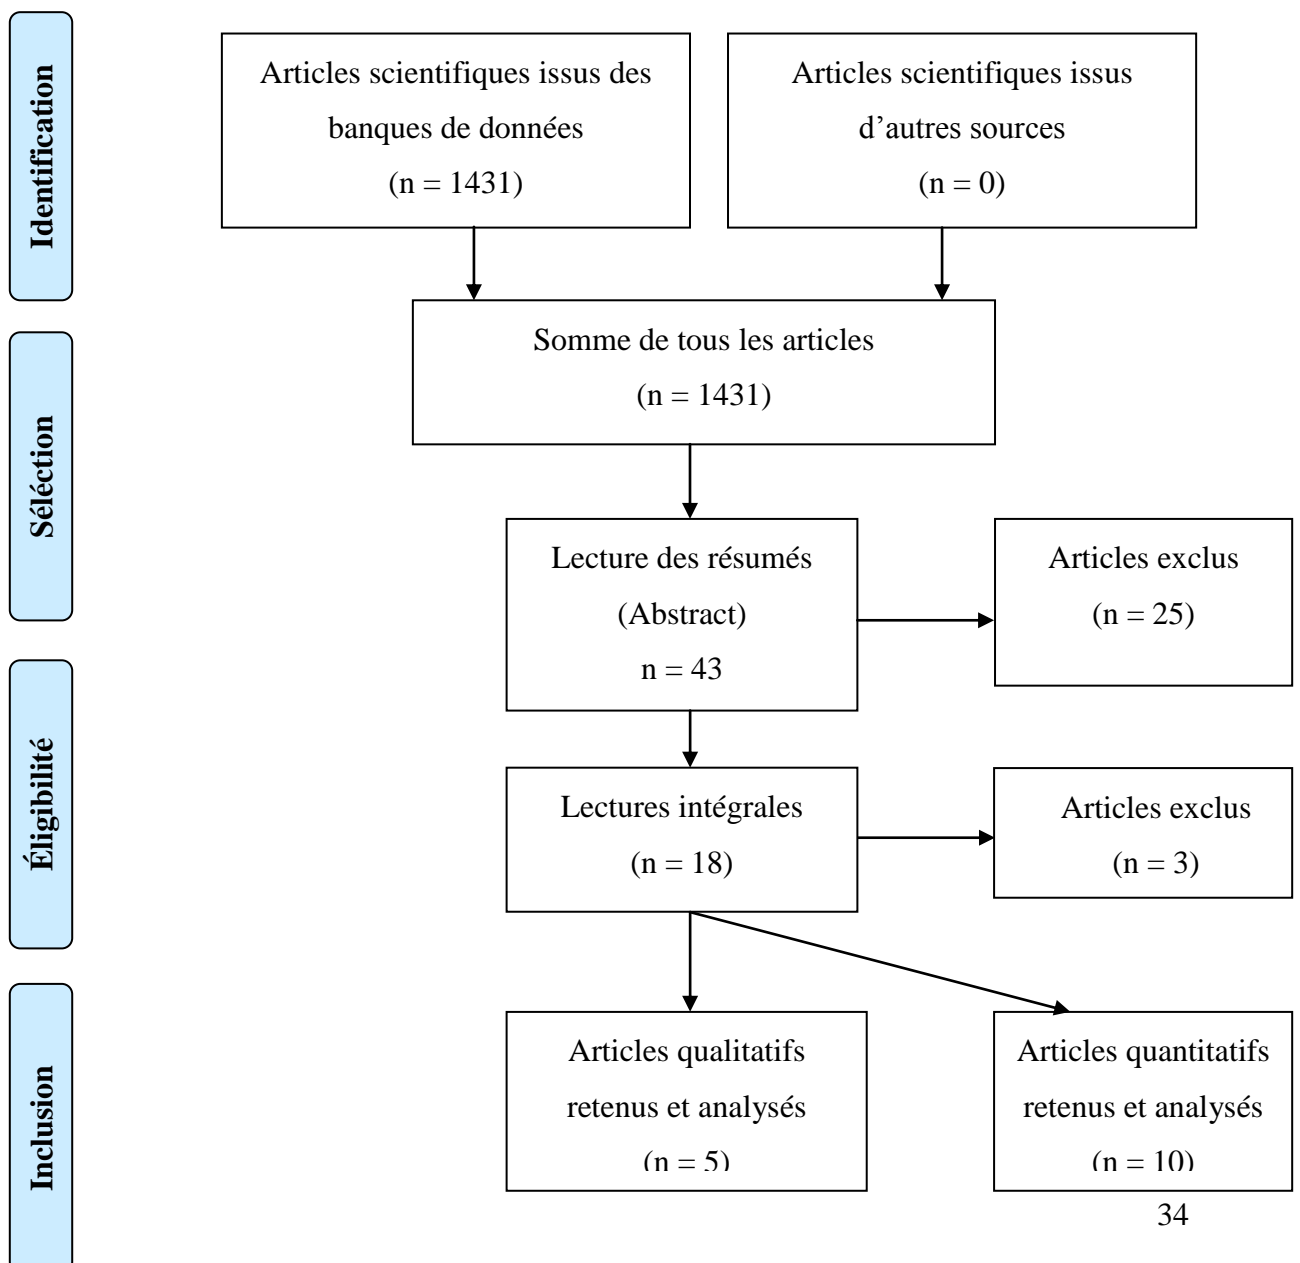 Identification
Articles scientifiques issus des
banques de données
(n = 1431)
Articles scientifiques issus
d’autres sources
(n = 0)
Somme de tous les articles
(n = 1431)
Séléction
Lecture des résumés
(Abstract)
n = 43
Articles exclus
(n = 25)
Éligibilité
Lectures intégrales
(n = 18)
Articles exclus
(n = 3)
Inclusion
Articles qualitatifs
retenus et analysés
(n = 5)
Articles quantitatifs
retenus et analysés
(n = 10)
34